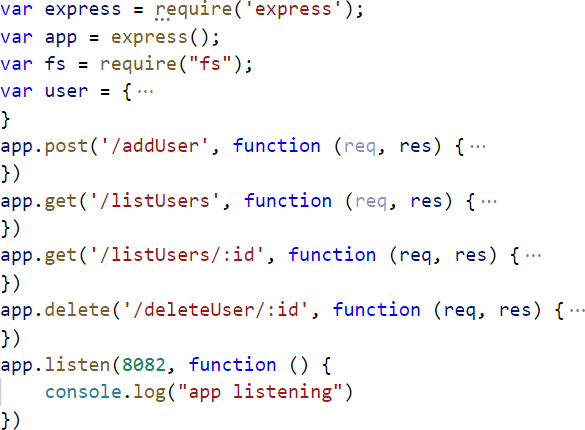 var express = require('express');
var app = express();
var fs = require("fs");
var user = {···
}
app.post('/addUser', function (req, res) {···
})
app.get('/listUsers', function (req, res) {···
})
app.get('/listUsers/:id', function (req, res) {···
})
app.delete('/deleteUser/:id', function (req, res) {···
})
app.listen(8082, function () {
    console.log("app listening")
})